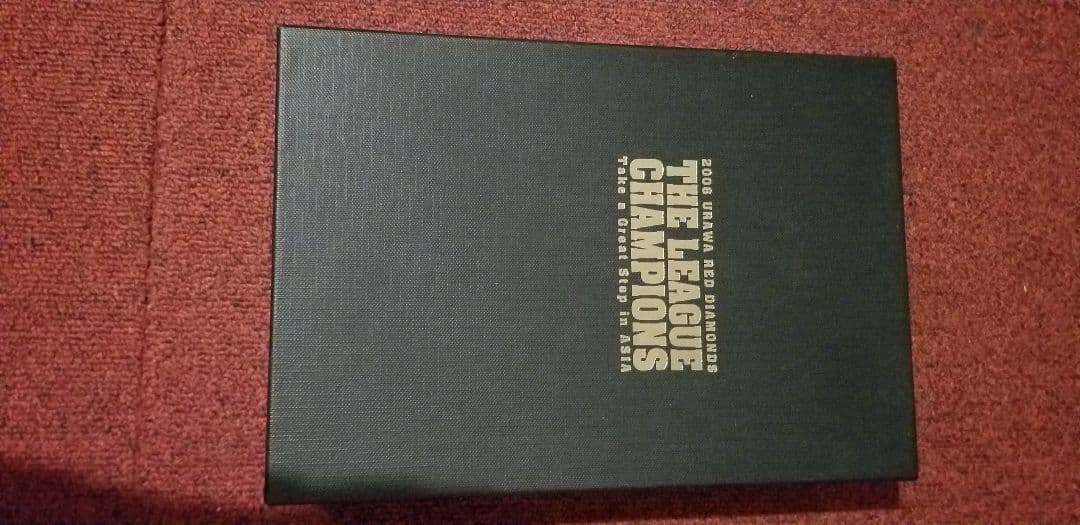 2006 URAWA RED DIAMONDS
THE LEAGUE
CHAMPIONS
Take a Great Step in ASIA